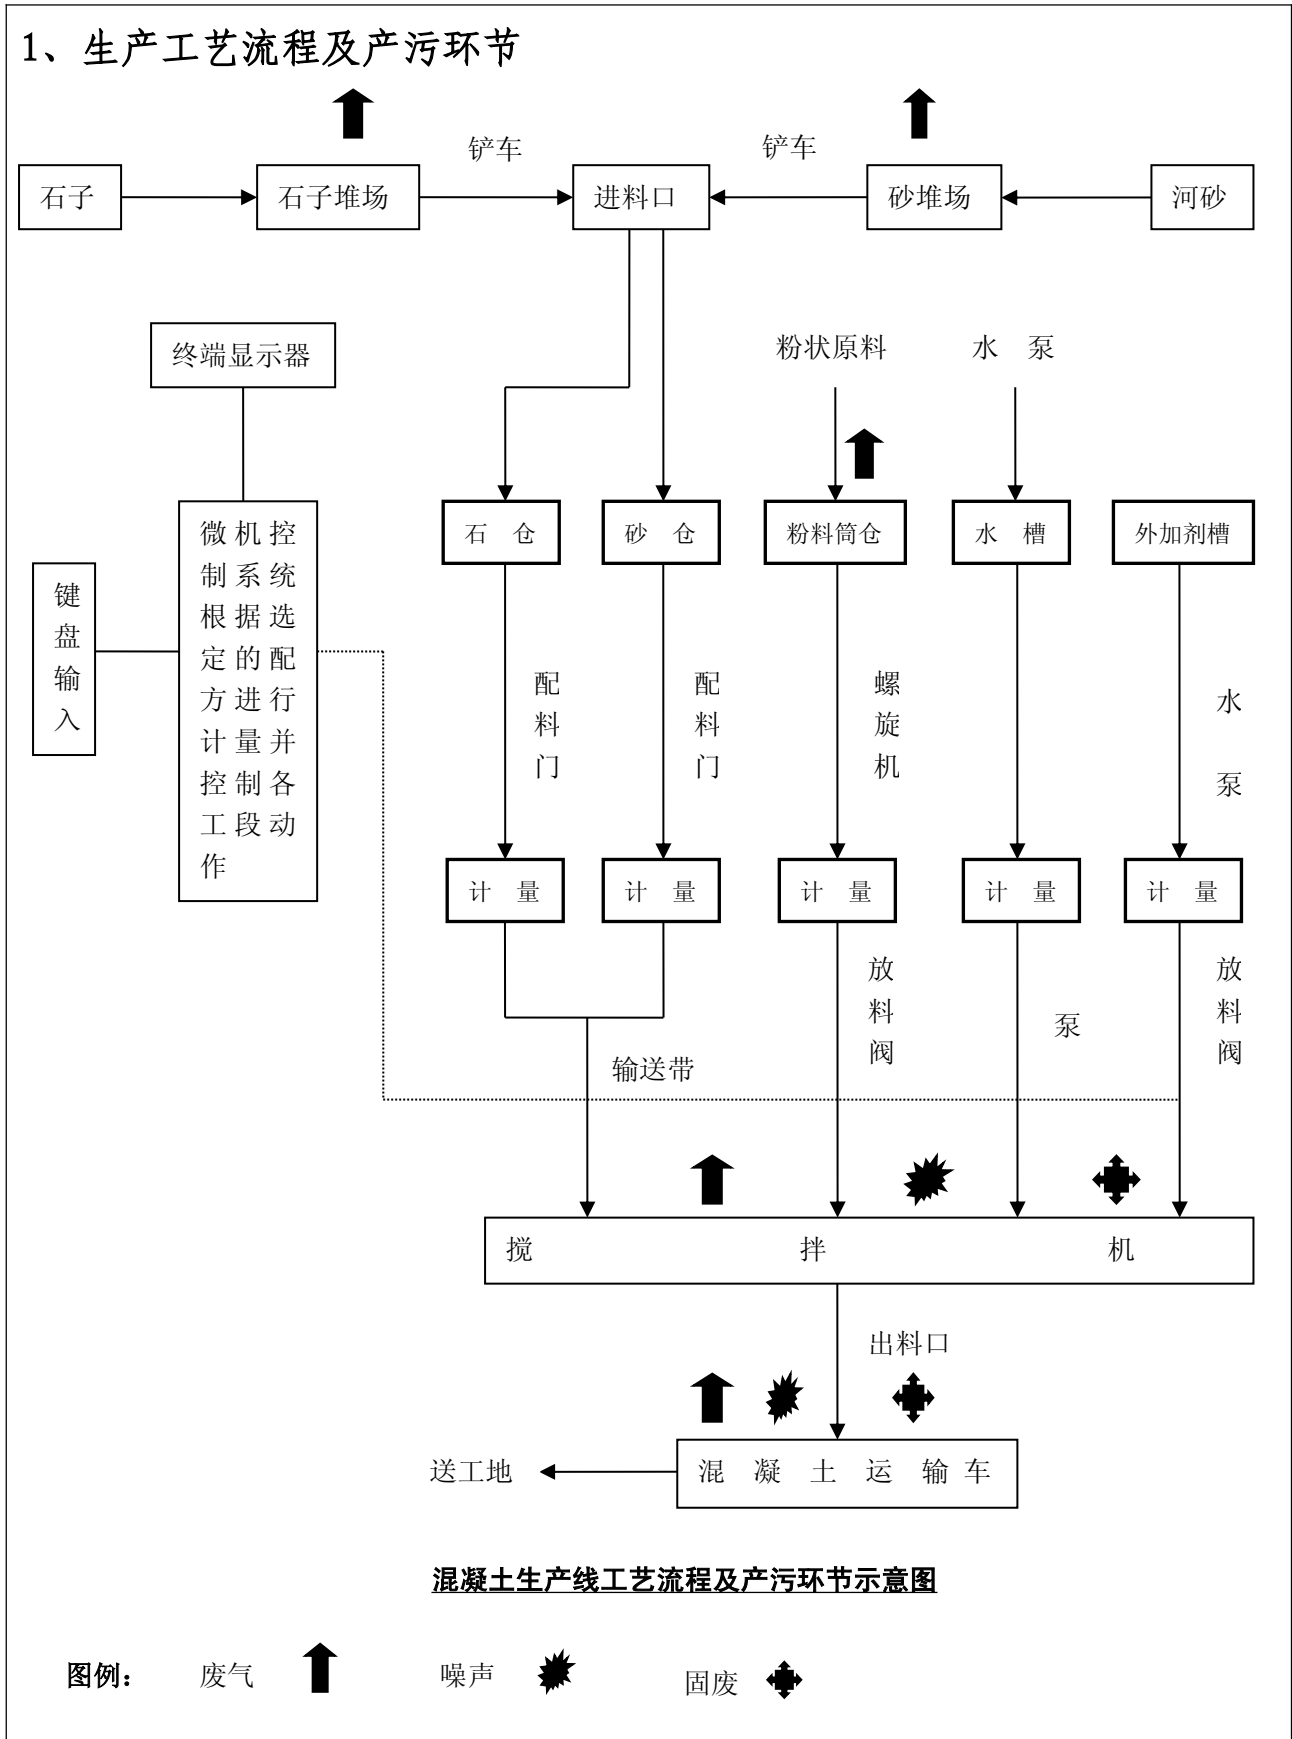 1、生产工艺流程及产污环节
铲车
铲车
石子
石子堆场
进料口
砂堆场
河砂
终端显示器
粉状原料
水 泵
石 仓
砂 仓
粉料筒仓
水 槽
外加剂槽
键盘输入
微机控
制系统
根据选
定的配
方进行
计量并
控制各
工段动
作
配料门
配料门
螺旋机
水泵
计 量
计 量
计 量
计 量
计 量
放料阀
泵
放料阀
输送带
搅 拌 机
出料口
送工地
混 凝 土 运 输 车
混凝土生产线工艺流程及产污环节示意图
图例： 废气 噪声 固废